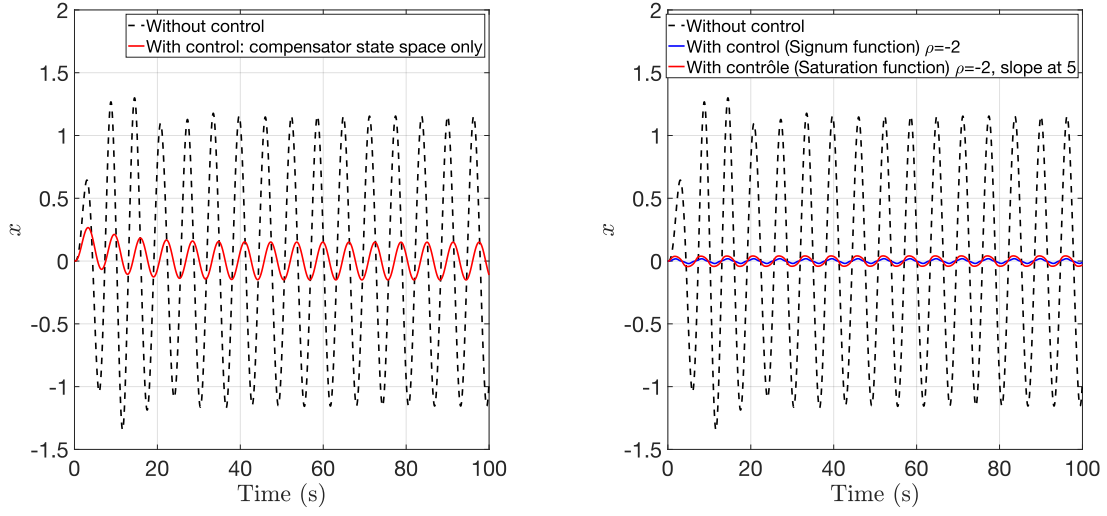 Without control
With control: compensator state space only
2
1.5
1
0.5
0
-0.5
-1
-1.5
x
0 20 40 60 80 100
Time (s)
Without control
With control (Signum function) ρ=-2
With contrôle (Saturation function) ρ=-2, slope at 5
2
1.5
1
0.5
0
-0.5
-1
-1.5
x
0 20 40 60 80 100
Time (s)